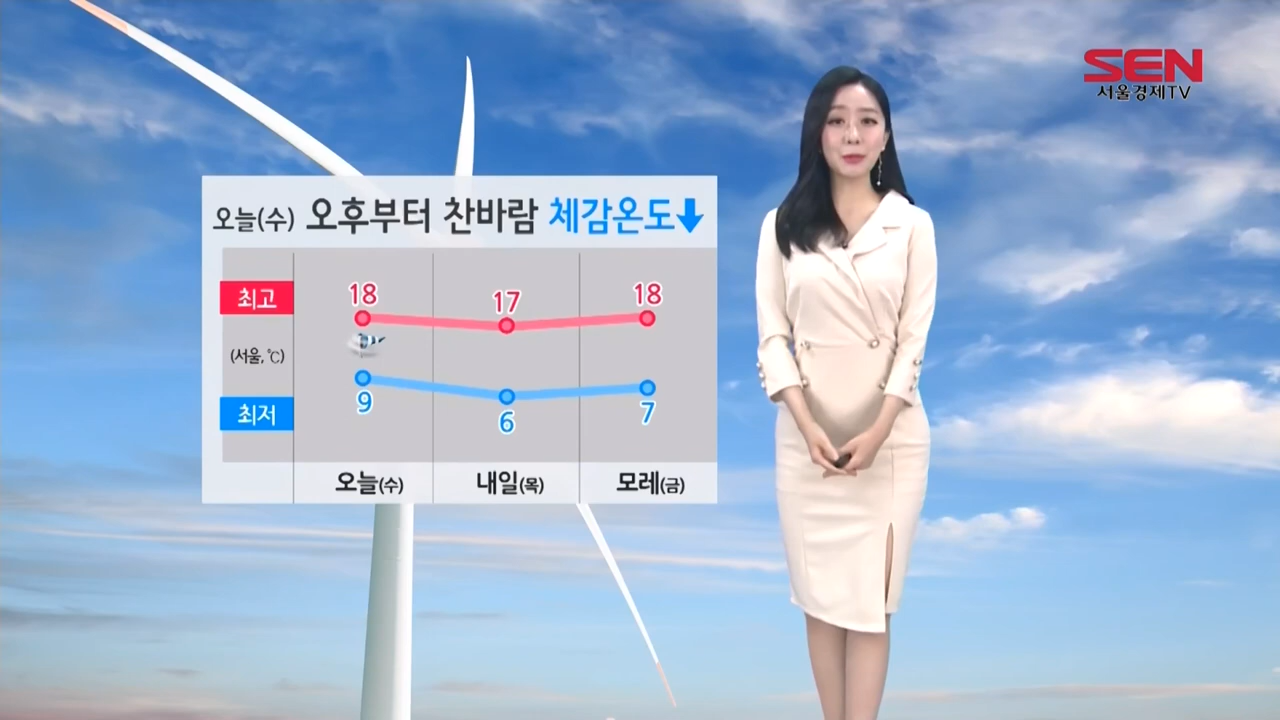 SEN
서울경제TV
오늘(수) 오후부터 찬바람 체감온도
최고 18 17 18
(서울, ℃)
최저 9 6 7
오늘(수) 내일(목) 모레(금)